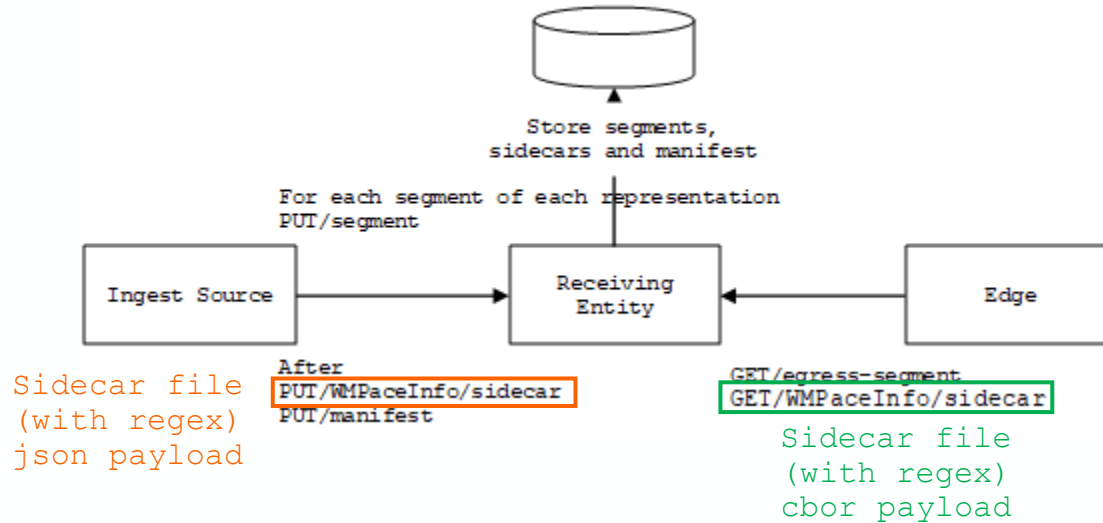 Store segments,
sidecars and manifest
For each segment of each representation
PUT/segment
Ingest Source
Receiving
Entity
Edge
After
PUT/WMPaceInfo/sidecar
PUT/manifest
Sidecar file
(with regex)
json payload
GET/egress-segment
GET/WMPaceInfo/sidecar
Sidecar file
(with regex)
cbor payload